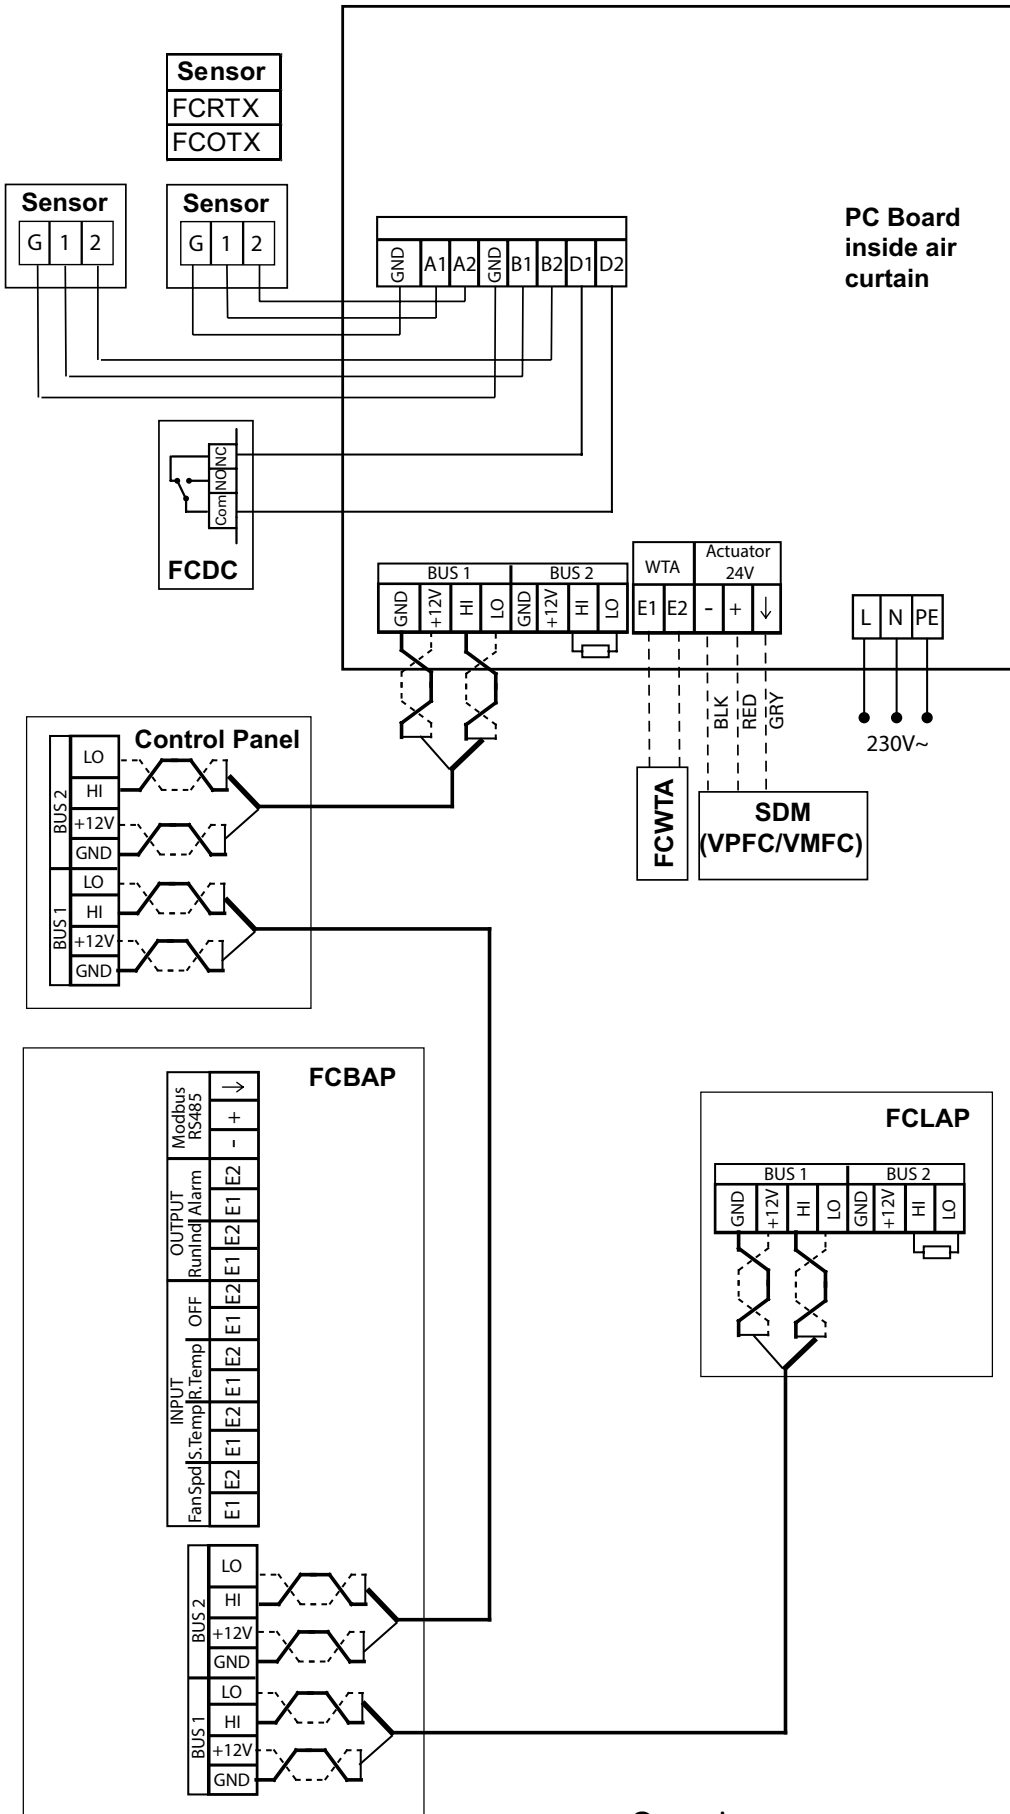 Sensor
FCRTX
FCOTX
Sensor
G 1 2
Sensor
G 1 2
GND A1 A2 GND B1 B2 D1 D2
PC Board
inside air
curtain
NC
NO
Com
FCDC
BUS 1 BUS 2
GND +12V HI LO GND +12V HI LO
WTA
E1 E2
Actuator
24V
- + ↓
L N PE
230V~
BLK
RED
GRY
FCWTA
SDM
(VPFC/VMFC)
Control Panel
BUS 2
LO
HI
+12V
GND
BUS 1
LO
HI
+12V
GND
FCBAP
Modbus
RS485
→
+
-
OUTPUT
Alarm
E2
E1
RunInd
E2
E1
INPUT
OFF
E2
E1
R.Temp
E2
E1
S.Temp
E2
E1
FanSpd
E2
E1
BUS 2
LO
HI
+12V
GND
BUS 1
LO
HI
+12V
GND
FCLAP
BUS 1 BUS 2
GND +12V HI LO GND +12V HI LO